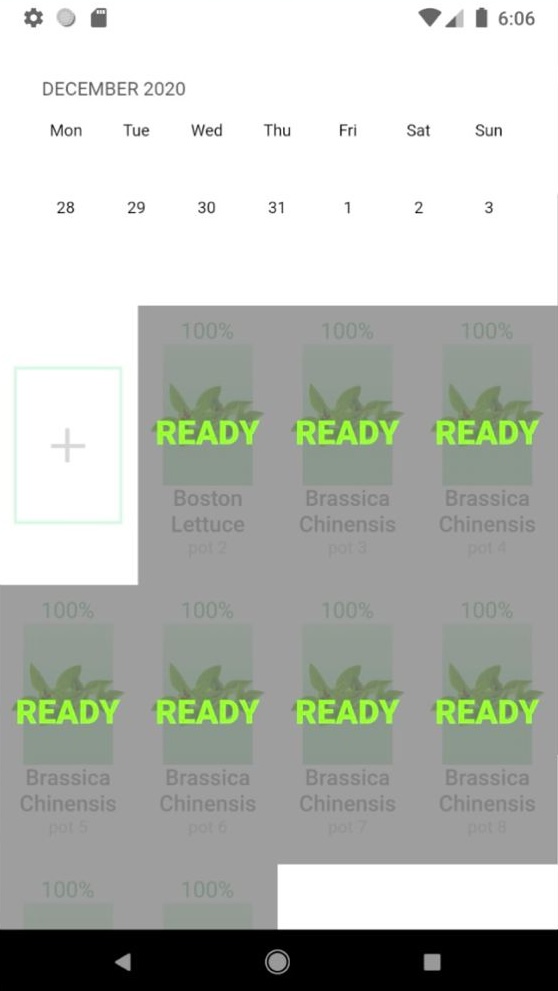 6:06
DECEMBER 2020
Mon Tue Wed Thu Fri Sat Sun
28 29 30 31 1 2 3
100% 100% 100%
READY READY READY
Boston Brassica Brassica
Lettuce Chinensis Chinensis
pot 2 pot 3 pot 4
100% 100% 100% 100%
READY READY READY READY
Brassica Brassica Brassica Brassica
Chinensis Chinensis Chinensis Chinensis
pot 5 pot 6 pot 7 pot 8
100% 100%